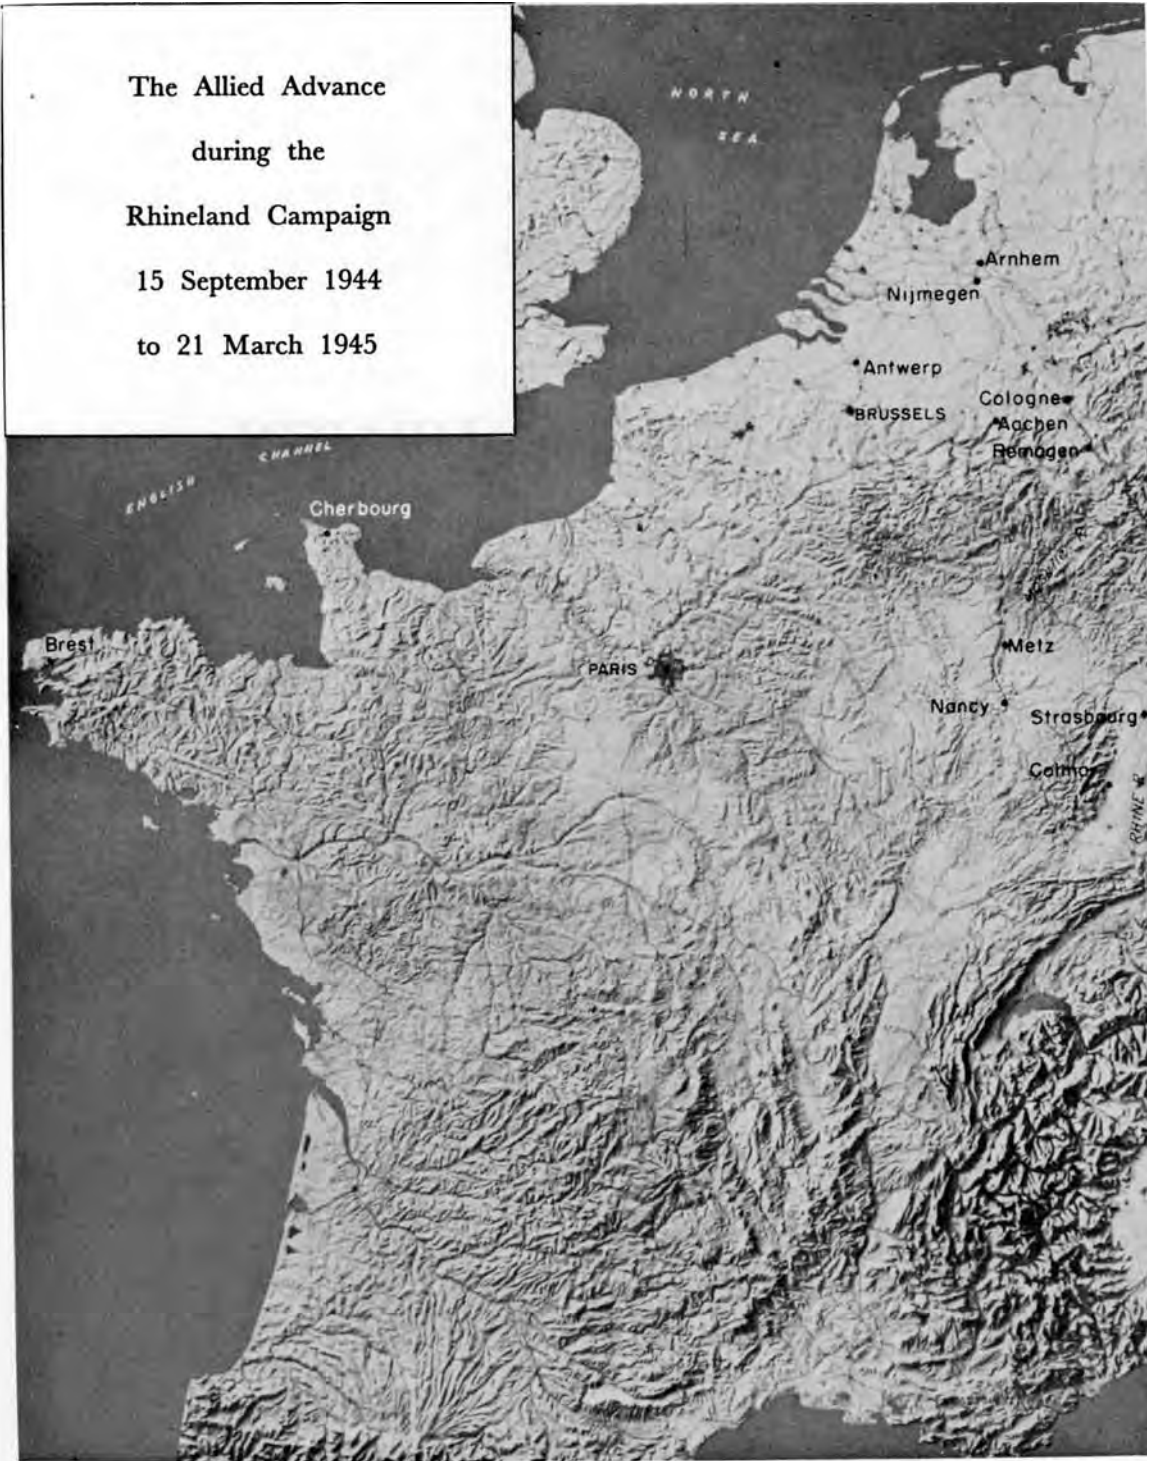 The Allied Advance
during the
Rhineland Campaign
15 September 1944
to 21 March 1945
NORTH
SEA
Arnhem
Nijmegen
Antwerp
Cologne
BRUSSELS
Aachen
Remagen
ENGLISH CHANNEL
Cherbourg
Brest
PARIS
Metz
Nancy
Strasbourg
Colmar
RHINE R